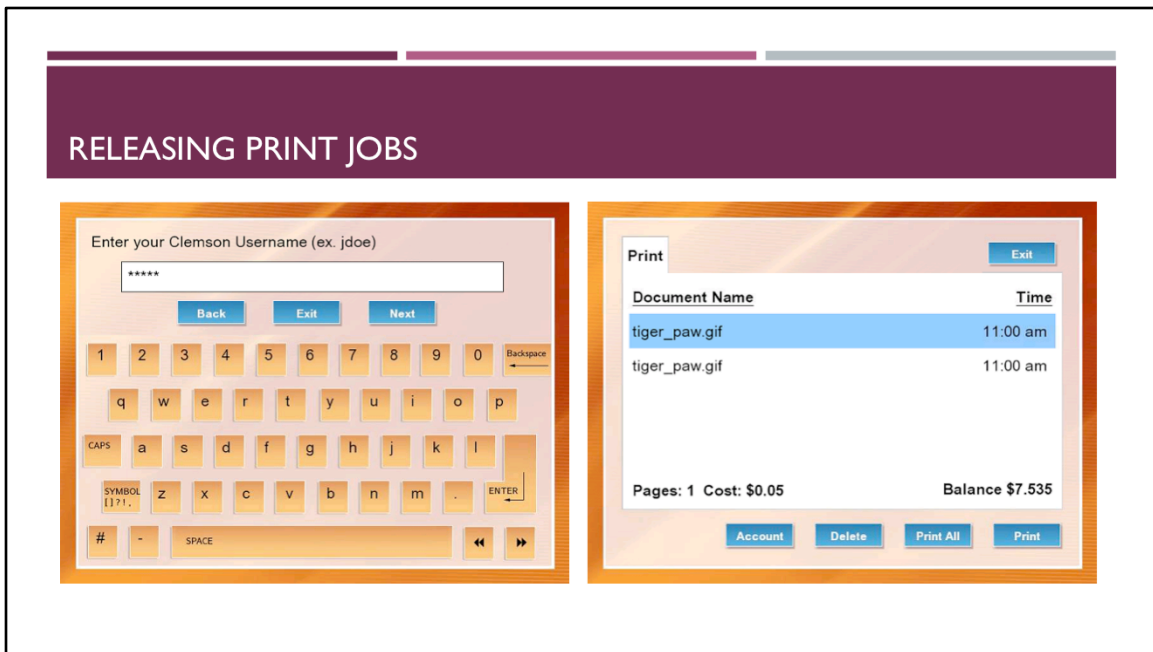 RELEASING PRINT JOBS
Enter your Clemson Username (ex. jdoe)
*****
Back Exit Next
1 2 3 4 5 6 7 8 9 0 Backspace
q w e r t y u i o p
CAPS a s d f g h j k l
SYMBOL
[]?!, z x c v b n m . ENTER
# - SPACE
Print Exit
Document Name Time
tiger_paw.gif 11:00 am
tiger_paw.gif 11:00 am
Pages: 1 Cost: $0.05 Balance $7.535
Account Delete Print All Print